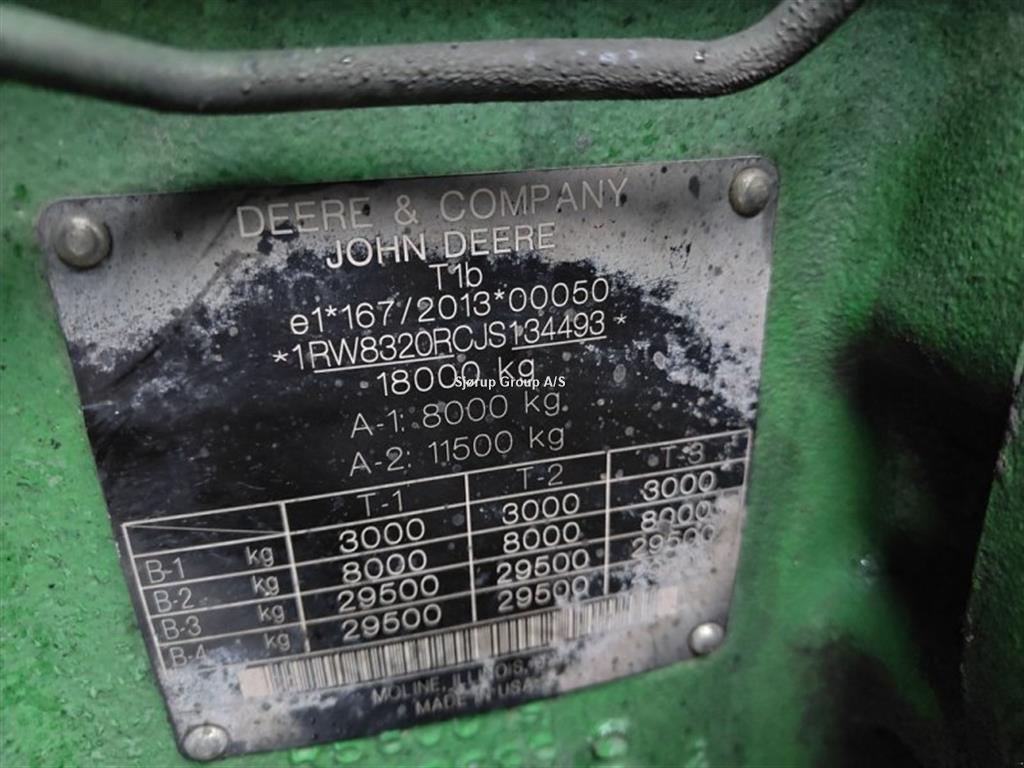 DEERE & COMPANY
JOHN DEERE
T1b
e1*167/2013*00050
*1RW8320RCJS134493*
18000 kg
Sjørup Group A/S
A-1: 8000 kg
A-2: 11500 kg
T-1 T-2 T-3
B-1 kg 3000 3000 3000
B-2 kg 8000 8000 8000
B-3 kg 29500 29500 29500
B-4 kg 29500 29500
MOLINE, ILLINOIS,
MADE IN USA